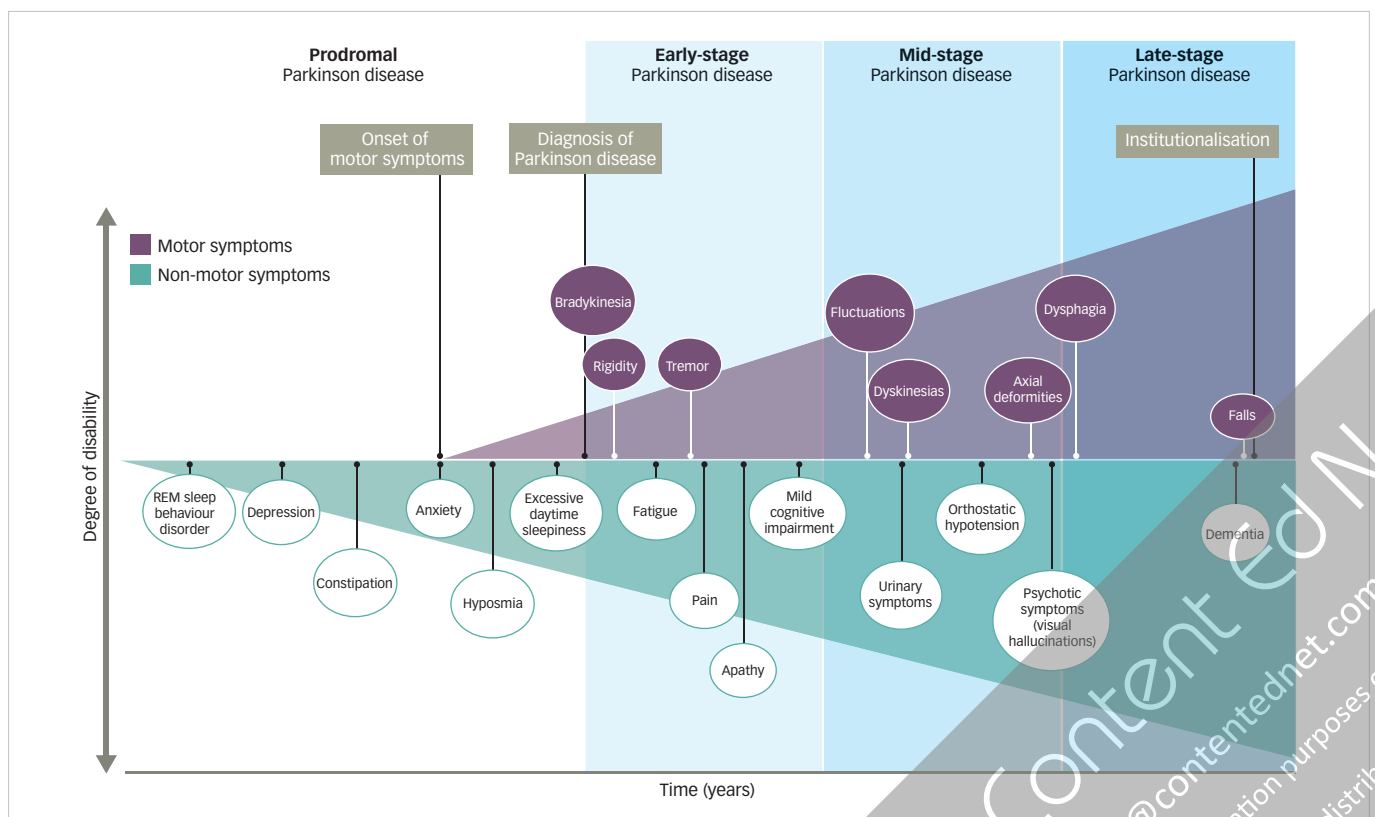 Prodromal
Parkinson disease
Early-stage
Parkinson disease
Mid-stage
Parkinson disease
Late-stage
Parkinson disease
Onset of
motor symptoms
Diagnosis of
Parkinson disease
Institutionalisation
Degree of disability
Motor symptoms
Non-motor symptoms
Bradykinesia
Rigidity
Tremor
Fluctuations
Dyskinesias
Axial
deformities
Dysphagia
Falls
REM sleep
behaviour
disorder
Depression
Constipation
Anxiety
Hyposmia
Excessive
daytime
sleepiness
Fatigue
Pain
Apathy
Mild
cognitive
impairment
Urinary
symptoms
Orthostatic
hypotension
Psychotic
symptoms
(visual
hallucinations)
Dementia
Time (years)
Content Ed N
@contentednet.com
purposes